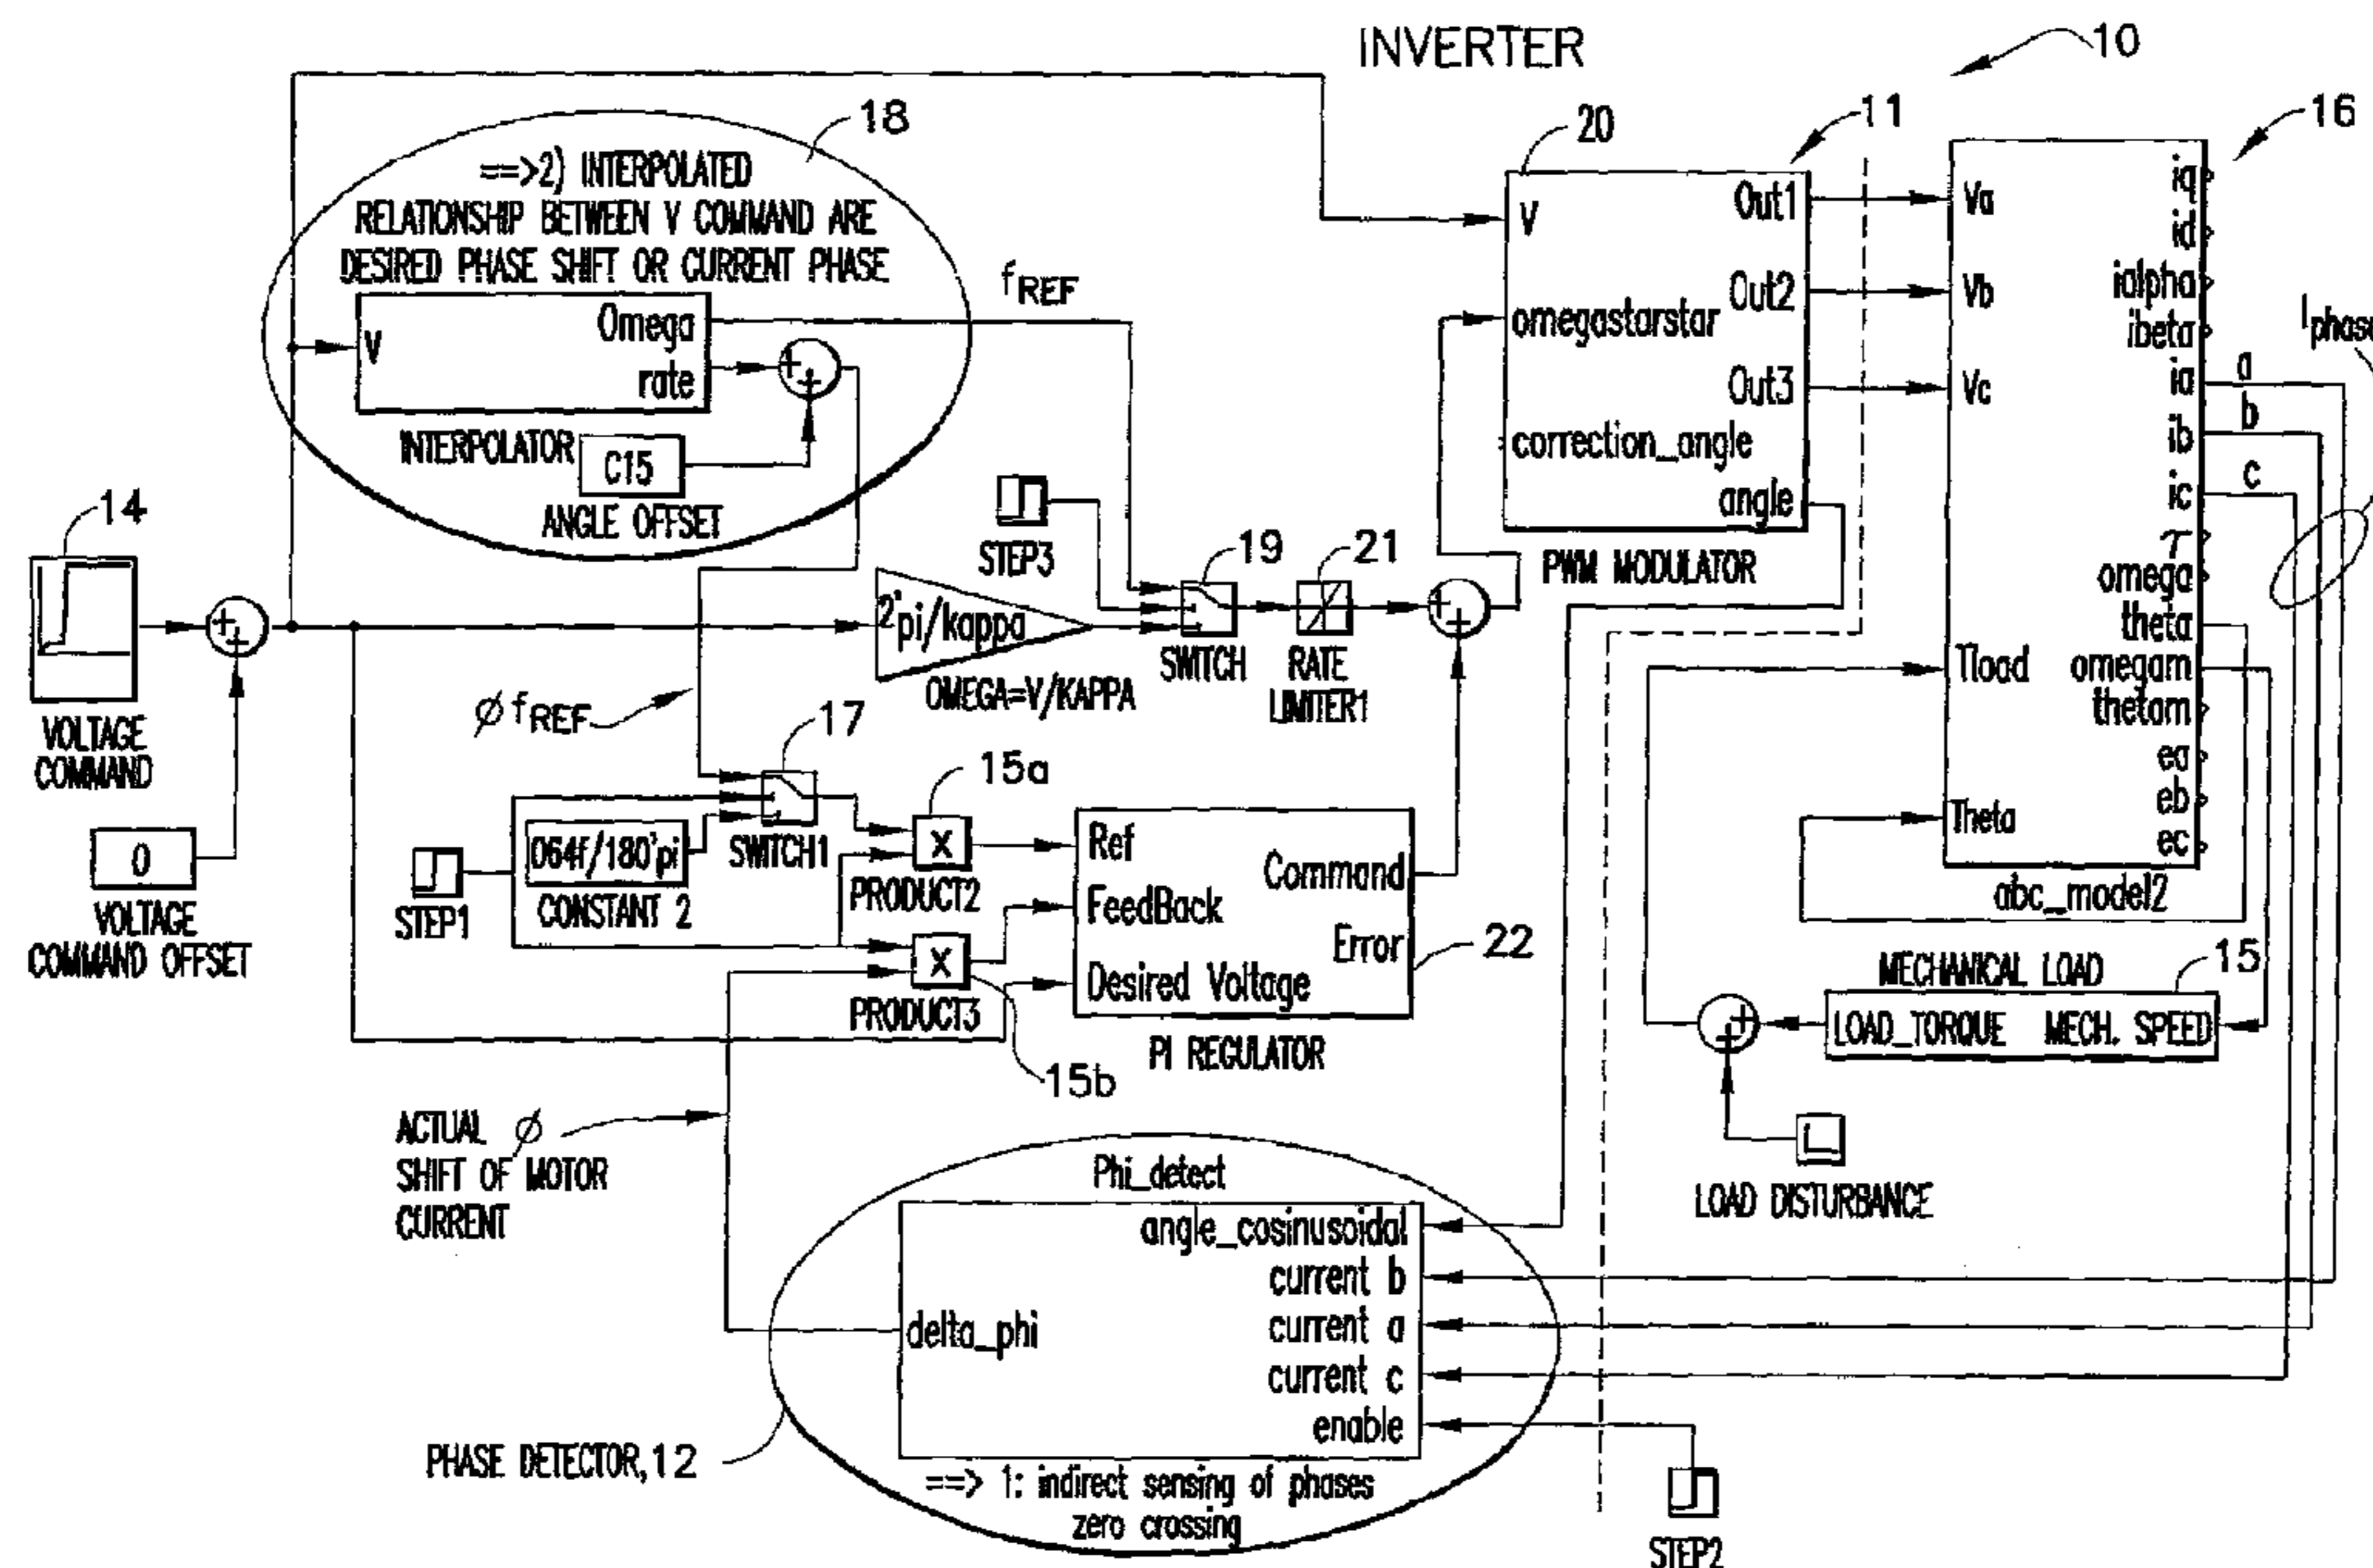 INVERTER
10
18
==>2) INTERPOLATED
RELATIONSHIP BETWEEN V COMMAND ARE
DESIRED PHASE SHIFT OR CURRENT PHASE
V
Omega
rate
INTERPOLATOR
C15
ANGLE OFFSET
fREF
20
11
V
omegastarstar
correction_angle
Out1
Out2
Out3
angle
PWM MODULATOR
16
Va
Vb
Vc
Tload
Theta
iq
id
ialpha
ibeta
ia
ib
ic
τ
omega
theta
omegam
thetam
ea
eb
ec
abc_model2
a
b
c
Iphase
14
VOLTAGE
COMMAND
0
VOLTAGE
COMMAND OFFSET
STEP3
19
SWITCH
21
RATE
LIMITER1
2*pi/kappa
OMEGA=V/KAPPA
ø fREF
17
SWITCH1
STEP1
064f/180*pi
CONSTANT 2
15a
X
PRODUCT2
X
PRODUCT3
15b
Ref
FeedBack
Desired Voltage
Command
Error
22
PI REGULATOR
MECHANICAL LOAD
15
LOAD_TORQUE MECH. SPEED
LOAD DISTURBANCE
ACTUAL ø
SHIFT OF MOTOR
CURRENT
Phi_detect
angle_cosinusoidal
current b
current a
current c
enable
delta_phi
PHASE DETECTOR,12
==> 1: indirect sensing of phases
zero crossing
STEP2